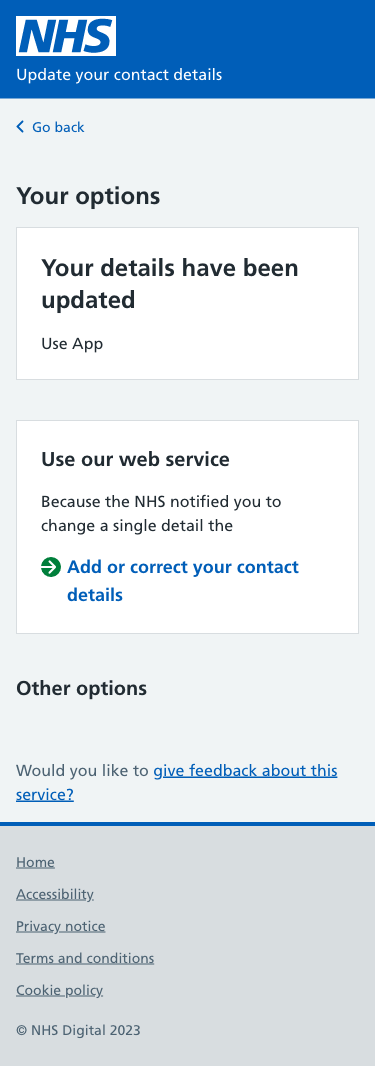 NHS
Update your contact details
Go back
Your options
Your details have been
updated
Use App
Use our web service
Because the NHS notified you to
change a single detail the
Add or correct your contact
details
Other options
Would you like to give feedback about this
service?
Home
Accessibility
Privacy notice
Terms and conditions
Cookie policy
© NHS Digital 2023